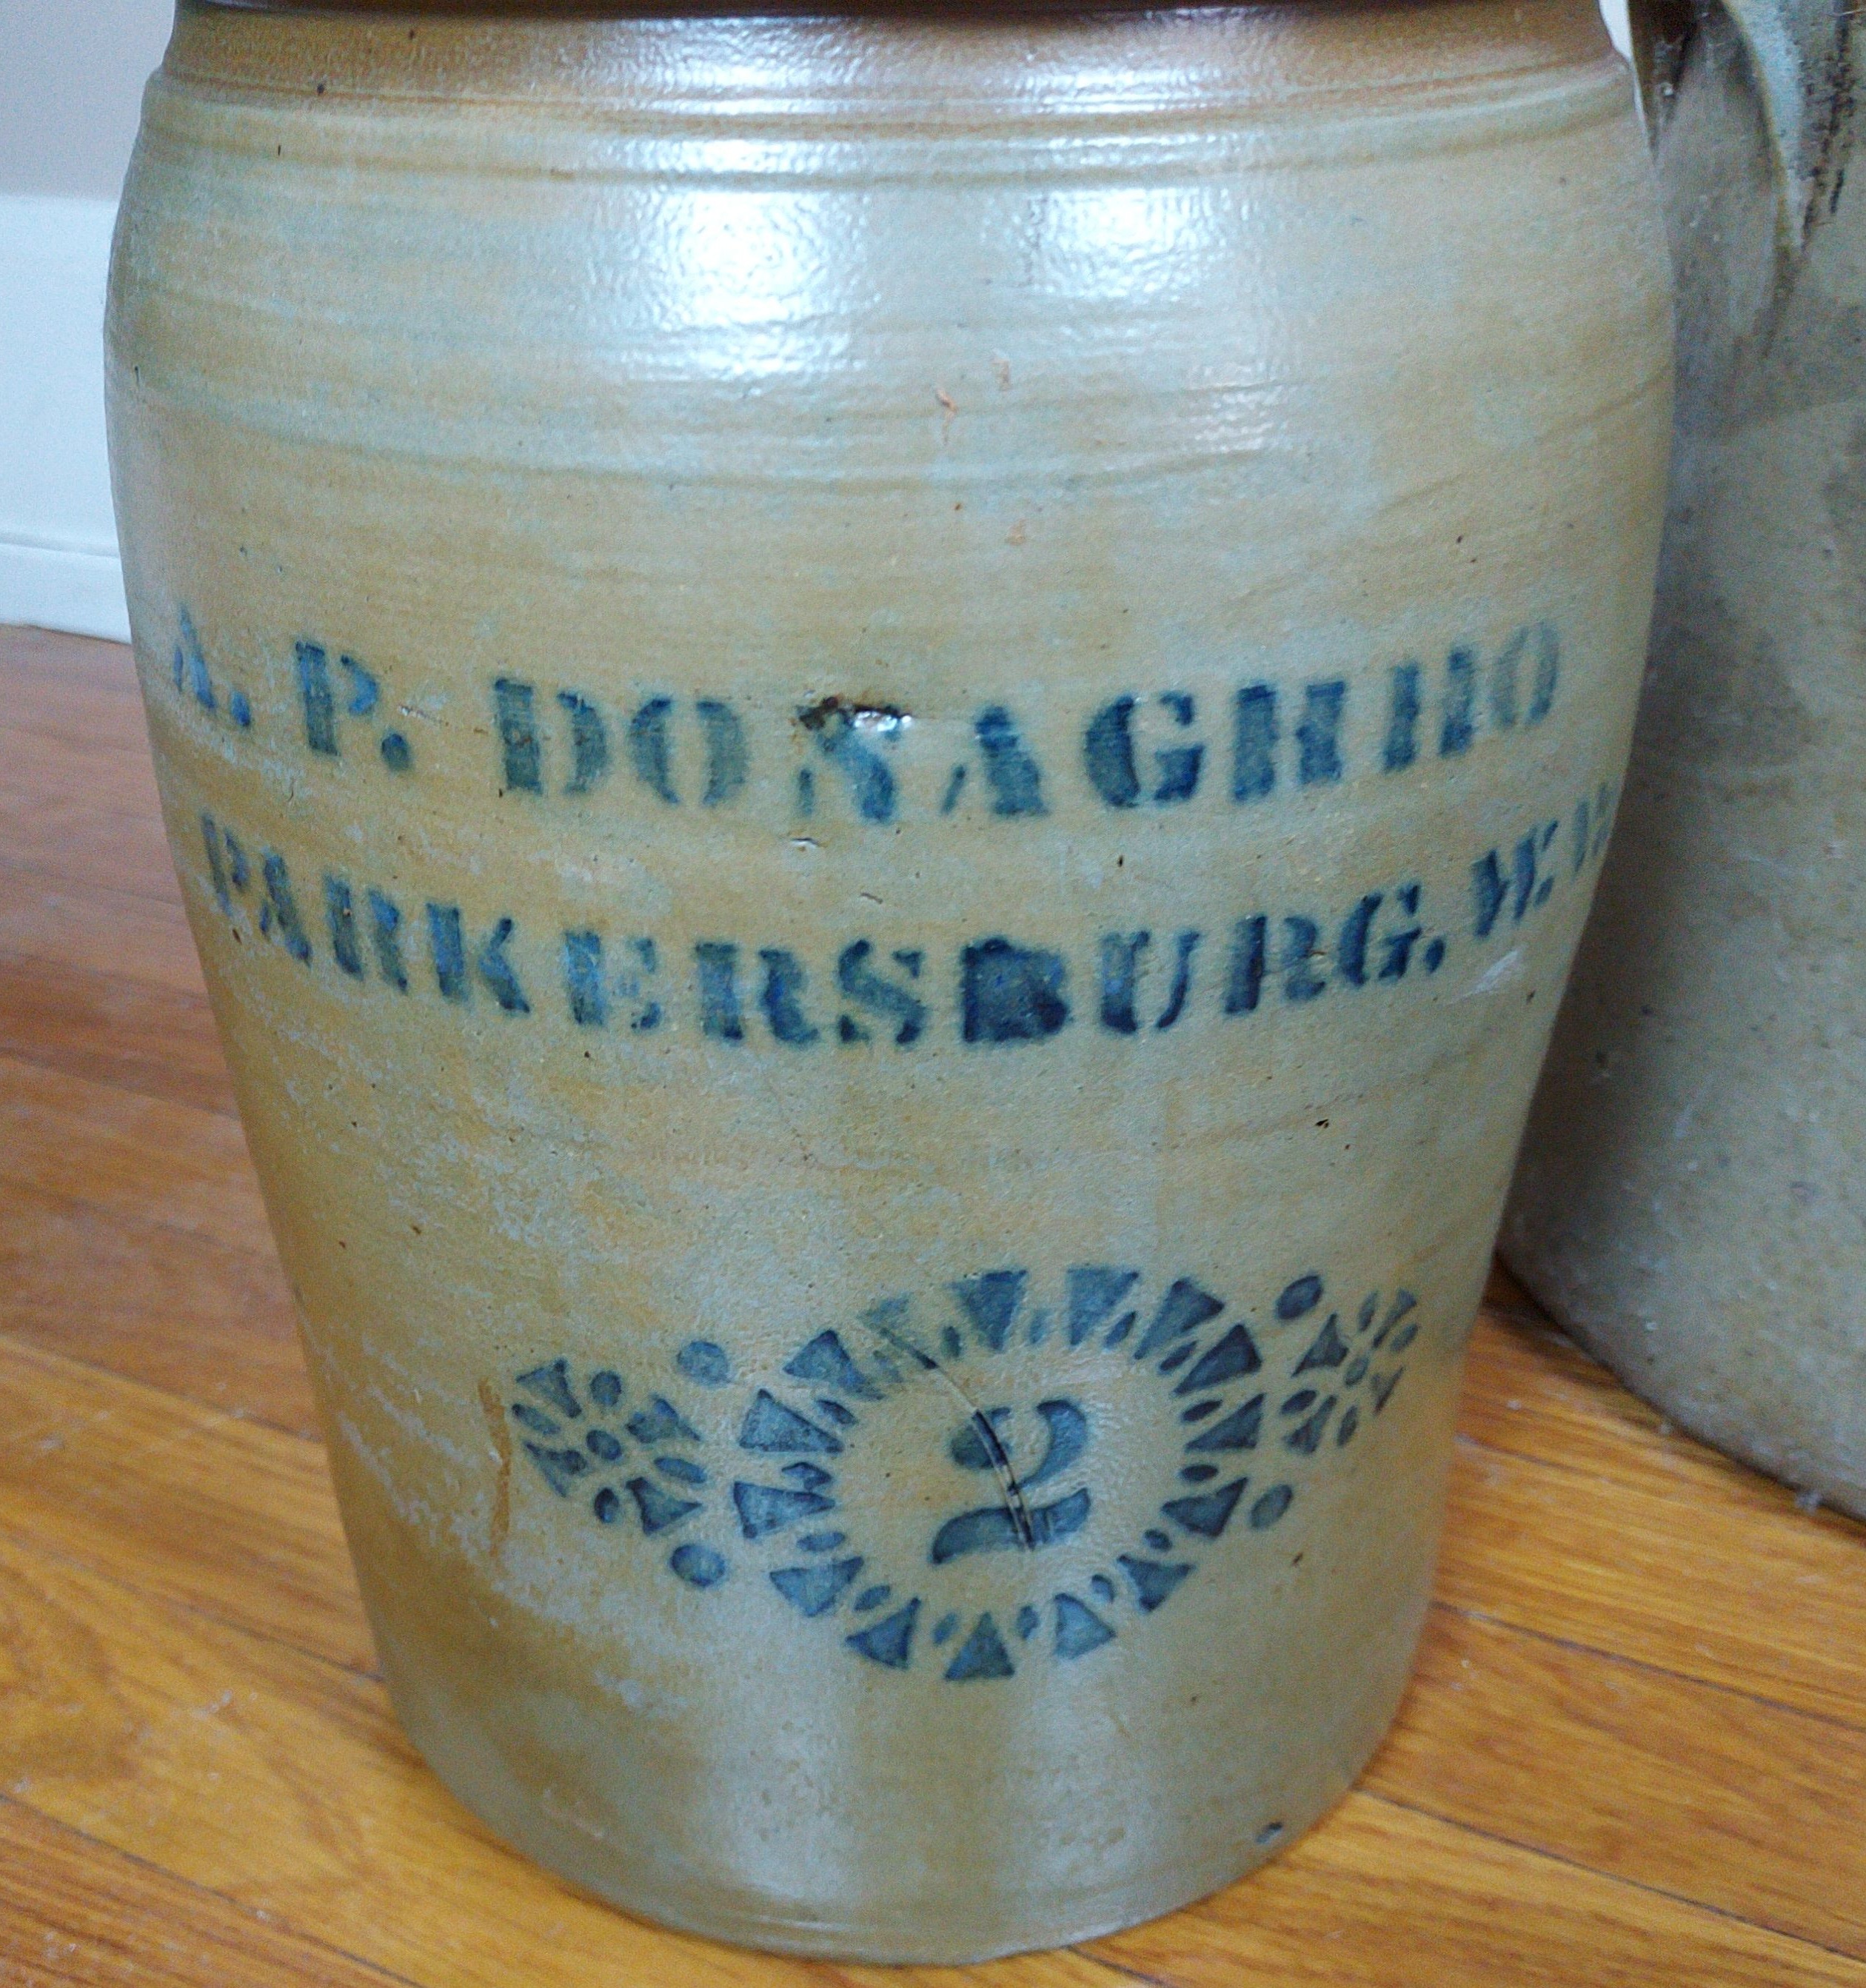 A. P. DONAGHHO
PARKERSBURG, W. V
2